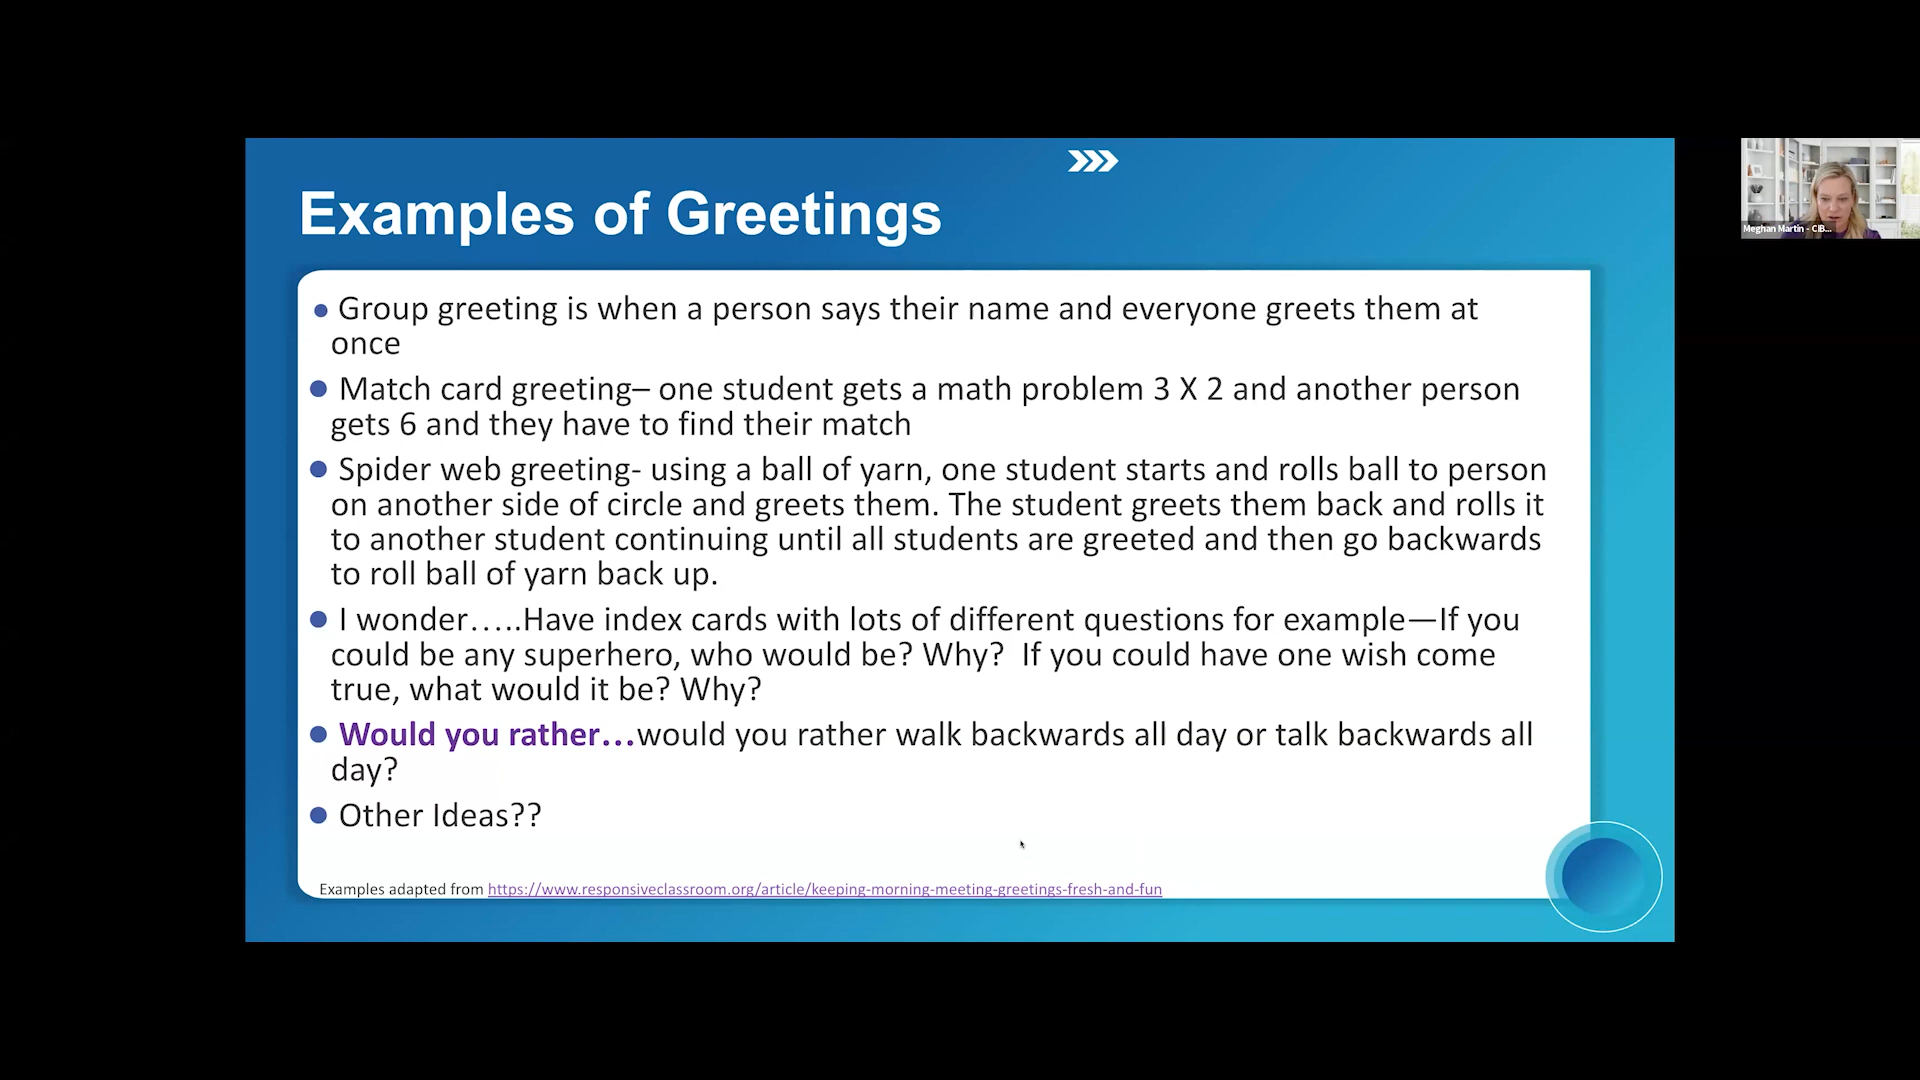 Examples of Greetings
Meghan Martin - CIB...
● Group greeting is when a person says their name and everyone greets them at
once
● Match card greeting– one student gets a math problem 3 X 2 and another person
gets 6 and they have to find their match
● Spider web greeting- using a ball of yarn, one student starts and rolls ball to person
on another side of circle and greets them. The student greets them back and rolls it
to another student continuing until all students are greeted and then go backwards
to roll ball of yarn back up.
● I wonder…..Have index cards with lots of different questions for example—If you
could be any superhero, who would be? Why?  If you could have one wish come
true, what would it be? Why?
● Would you rather…would you rather walk backwards all day or talk backwards all
day?
● Other Ideas??
Examples adapted from https://www.responsiveclassroom.org/article/keeping-morning-meeting-greetings-fresh-and-fun